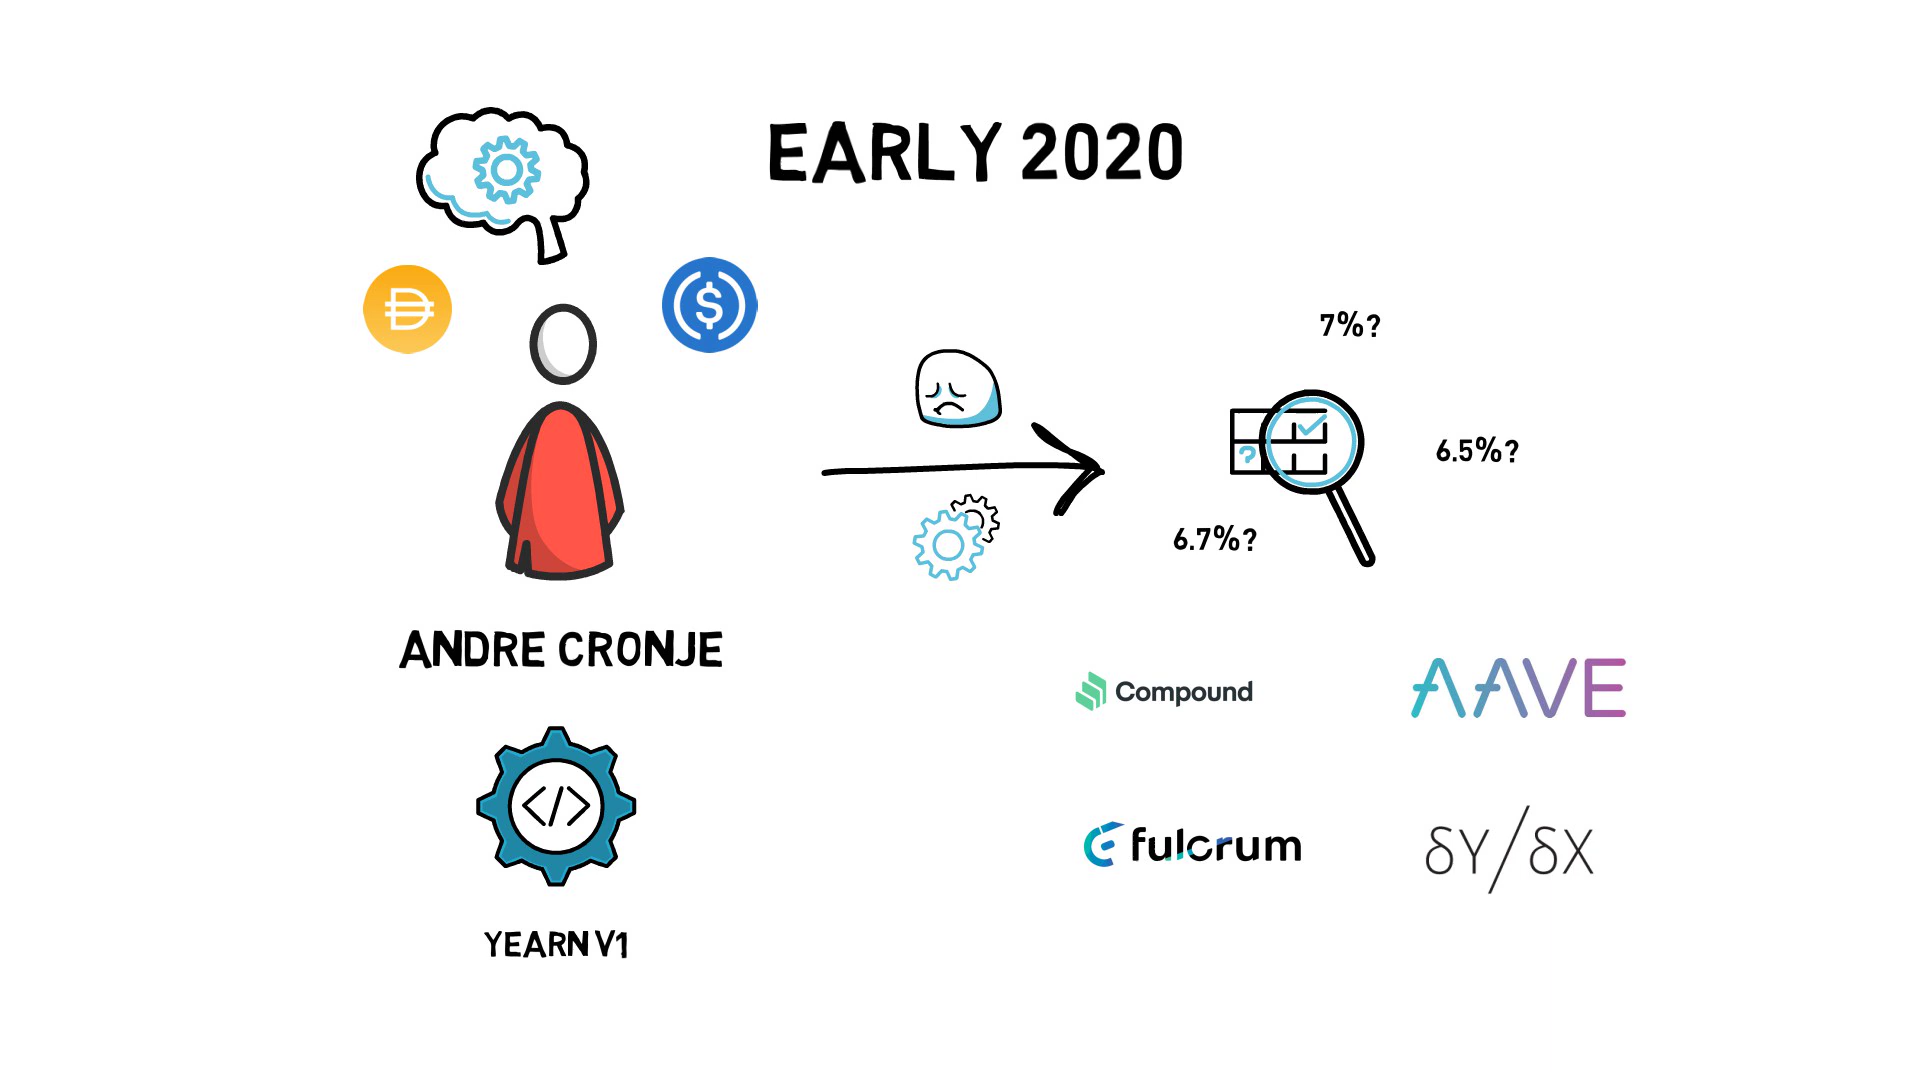 EARLY 2020
7%?
6.5%?
6.7%?
ANDRE CRONJE
Compound
AAVE
fulcrum
δY/δX
</>
YEARN V1